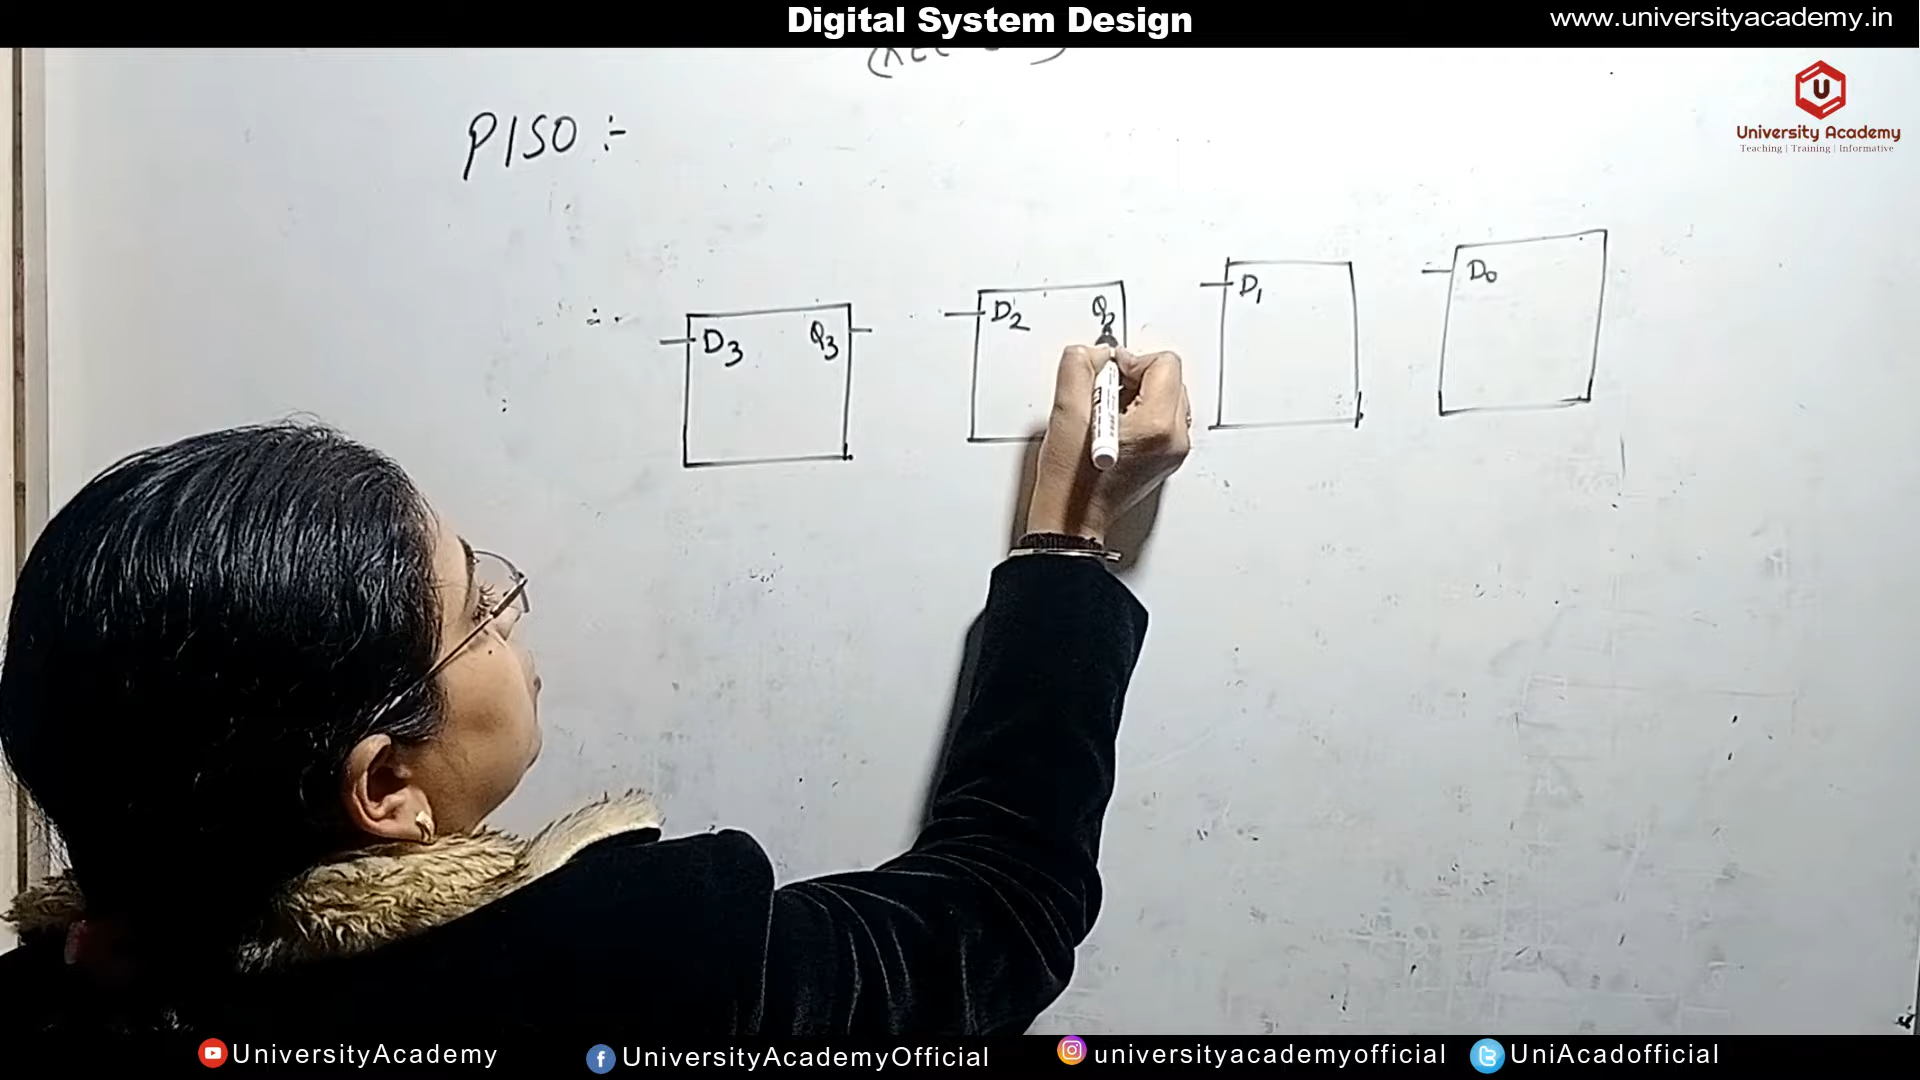 Digital System Design
www.universityacademy.in
U
University Academy
Teaching | Training | Informative
PISO :-
D3 Q3
D2 Q2
D1
D0
UniversityAcademy
UniversityAcademyOfficial
universityacademyofficial
UniAcadofficial